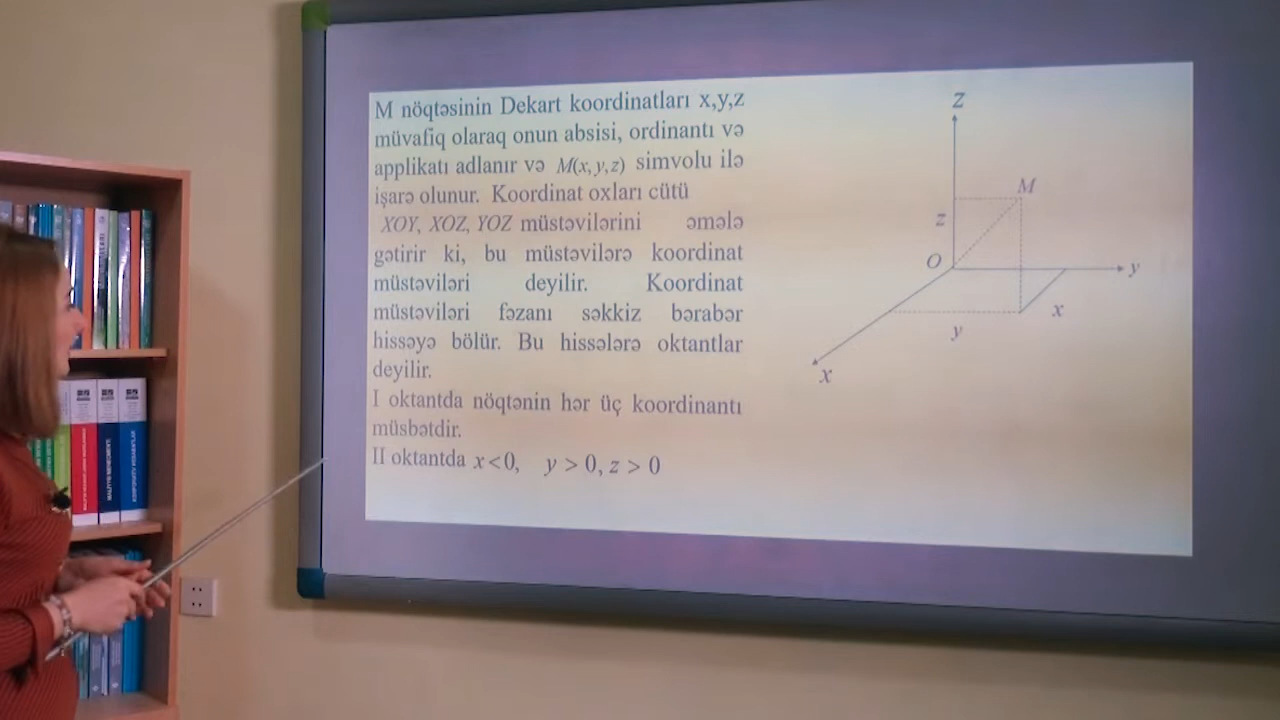 M nöqtəsinin Dekart koordinatları x,y,z
müvafiq olaraq onun absisi, ordinantı və
applikatı adlanır və M(x, y, z) simvolu ilə
işarə olunur. Koordinat oxları cütü
XOY, XOZ, YOZ müstəvilərini əmələ
gətirir ki, bu müstəvilərə koordinat
müstəviləri deyilir. Koordinat
müstəviləri fəzanı səkkiz bərabər
hissəyə bölür. Bu hissələrə oktantlar
deyilir.
I oktantda nöqtənin hər üç koordinantı
müsbətdir.
II oktantda x<0, y > 0, z > 0
Z
M
z
O
y
x
y
x